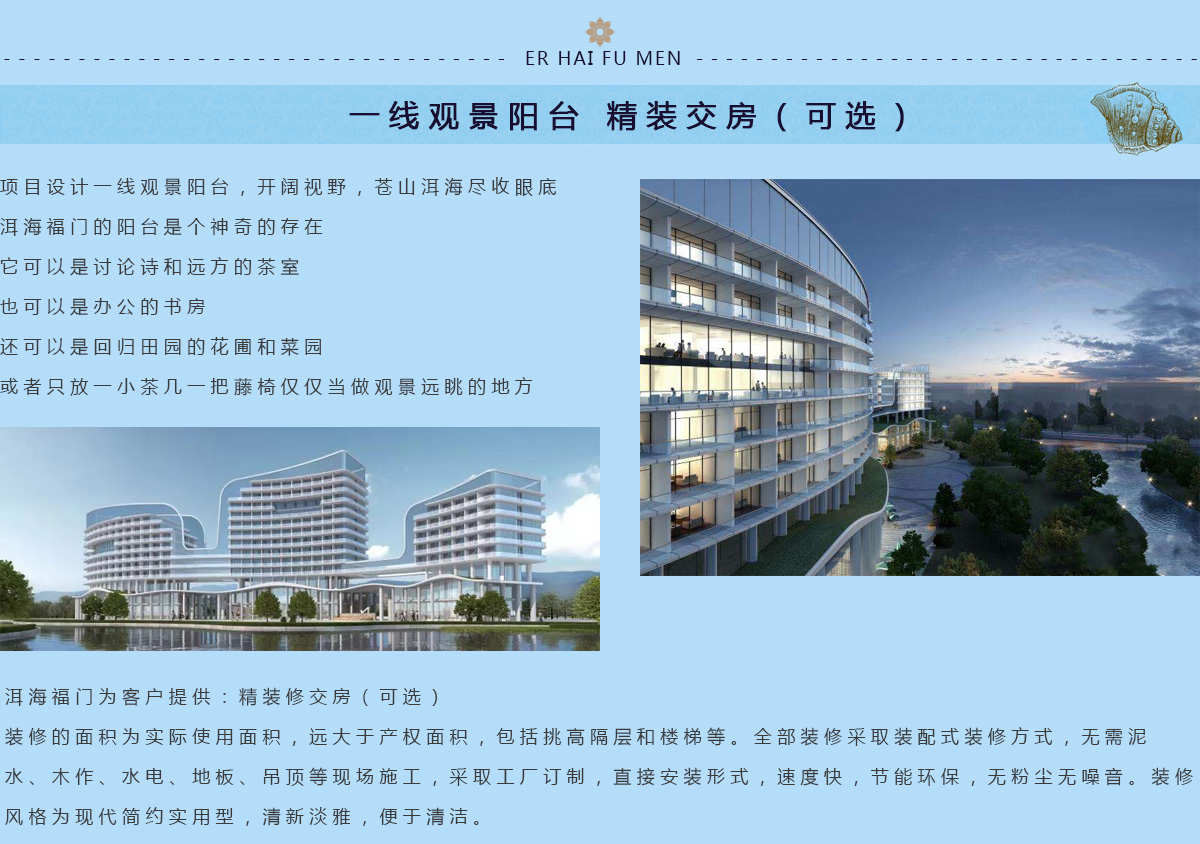 ER HAI FU MEN
一线观景阳台 精装交房（可选）
项目设计一线观景阳台，开阔视野，苍山洱海尽收眼底
洱海福门的阳台是个神奇的存在
它可以是讨论诗和远方的茶室
也可以是办公的书房
还可以是回归田园的花圃和菜园
或者只放一小茶几一把藤椅仅仅当做观景远眺的地方
洱海福门为客户提供：精装修交房（可选）
装修的面积为实际使用面积，远大于产权面积，包括挑高隔层和楼梯等。全部装修采取装配式装修方式，无需泥
水、木作、水电、地板、吊顶等现场施工，采取工厂订制，直接安装形式，速度快，节能环保，无粉尘无噪音。装修
风格为现代简约实用型，清新淡雅，便于清洁。